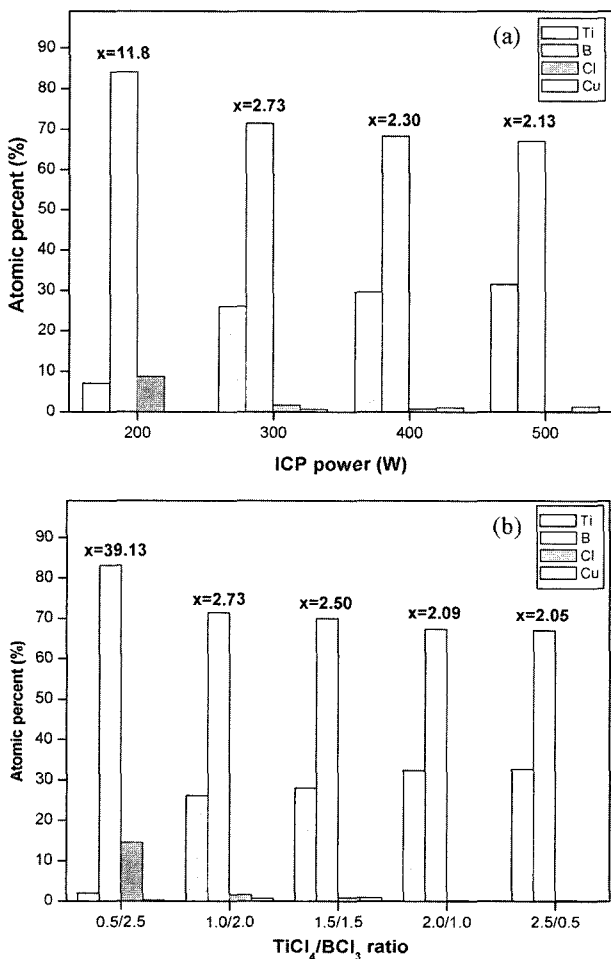 (a)
Ti
B
Cl
Cu
x=11.8
x=2.73
x=2.30
x=2.13
90
80
70
60
50
40
30
20
10
0
Atomic percent (%)
200 300 400 500
ICP power (W)
(b)
Ti
B
Cl
Cu
x=39.13
x=2.73
x=2.50
x=2.09
x=2.05
90
80
70
60
50
40
30
20
10
0
Atomic percent (%)
0.5/2.5 1.0/2.0 1.5/1.5 2.0/1.0 2.5/0.5
TiCl₄/BCl₃ ratio